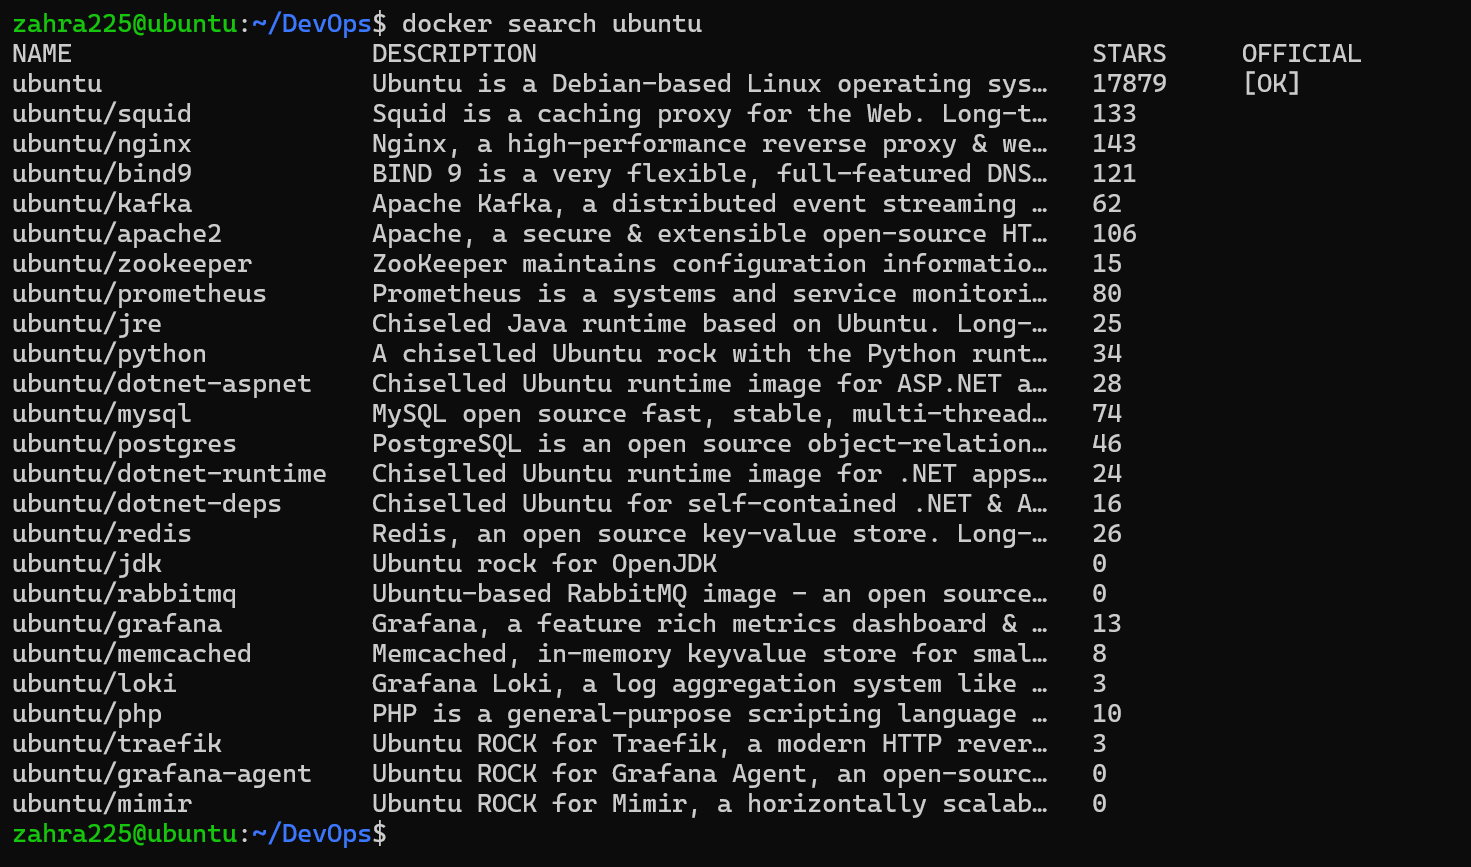 zahra225@ubuntu:~/DevOps$ docker search ubuntu
NAME                    DESCRIPTION                                     STARS     OFFICIAL
ubuntu                  Ubuntu is a Debian-based Linux operating sys…   17879     [OK]
ubuntu/squid            Squid is a caching proxy for the Web. Long-t…   133
ubuntu/nginx            Nginx, a high-performance reverse proxy & we…   143
ubuntu/bind9            BIND 9 is a very flexible, full-featured DNS…   121
ubuntu/kafka            Apache Kafka, a distributed event streaming …   62
ubuntu/apache2          Apache, a secure & extensible open-source HT…   106
ubuntu/zookeeper        ZooKeeper maintains configuration informatio…   15
ubuntu/prometheus       Prometheus is a systems and service monitori…   80
ubuntu/jre              Chiseled Java runtime based on Ubuntu. Long-…   25
ubuntu/python           A chiselled Ubuntu rock with the Python runt…   34
ubuntu/dotnet-aspnet    Chiselled Ubuntu runtime image for ASP.NET a…   28
ubuntu/mysql            MySQL open source fast, stable, multi-thread…   74
ubuntu/postgres         PostgreSQL is an open source object-relation…   46
ubuntu/dotnet-runtime   Chiselled Ubuntu runtime image for .NET apps…   24
ubuntu/dotnet-deps      Chiselled Ubuntu for self-contained .NET & A…   16
ubuntu/redis            Redis, an open source key-value store. Long-…   26
ubuntu/jdk              Ubuntu rock for OpenJDK                         0
ubuntu/rabbitmq         Ubuntu-based RabbitMQ image - an open source…   0
ubuntu/grafana          Grafana, a feature rich metrics dashboard & …   13
ubuntu/memcached        Memcached, in-memory keyvalue store for smal…   8
ubuntu/loki             Grafana Loki, a log aggregation system like …   3
ubuntu/php              PHP is a general-purpose scripting language …   10
ubuntu/traefik          Ubuntu ROCK for Traefik, a modern HTTP rever…   3
ubuntu/grafana-agent    Ubuntu ROCK for Grafana Agent, an open-sourc…   0
ubuntu/mimir            Ubuntu ROCK for Mimir, a horizontally scalab…   0
zahra225@ubuntu:~/DevOps$